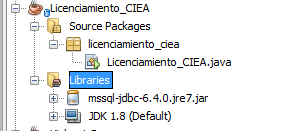 Licenciamiento_CIEA
Source Packages
licenciamiento_ciea
Licenciamiento_CIEA.java
Libraries
mssql-jdbc-6.4.0.jre7.jar
JDK 1.8 (Default)